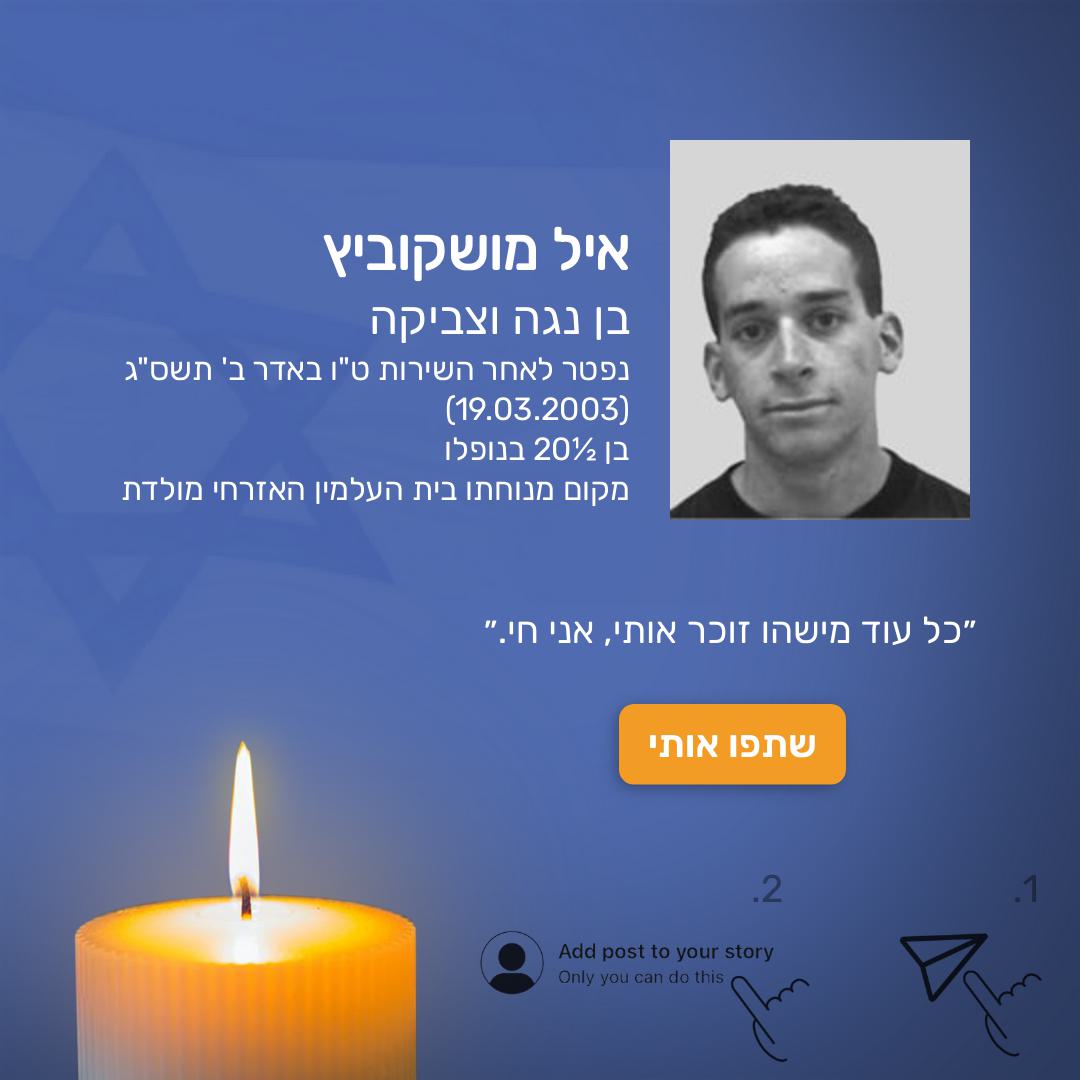 איל מושקוביץ
בן נגה וצביקה
נפטר לאחר השירות ט"ו באדר ב' תשס"ג
(19.03.2003)
בן 20½ בנופלו
מקום מנוחתו בית העלמין האזרחי מולדת
״כל עוד מישהו זוכר אותי, אני חי.״
שתפו אותי
1.
2.
Add post to your story
Only you can do this